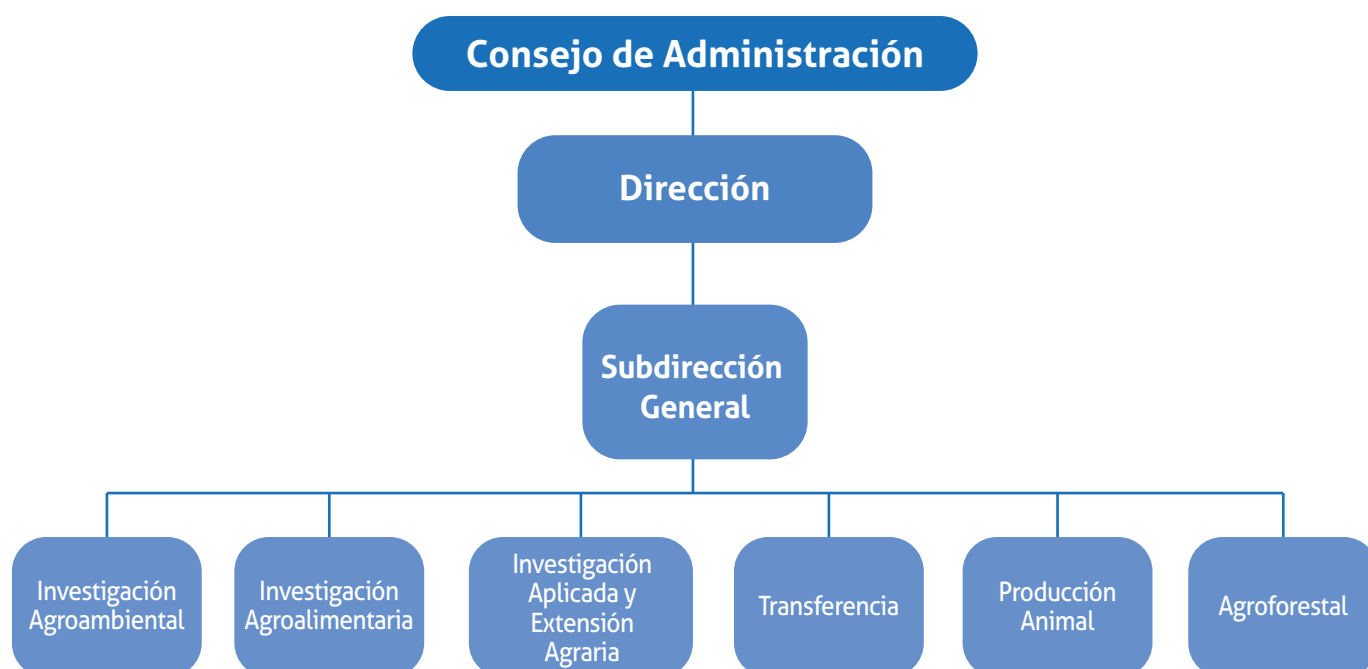 Consejo de Administración
Dirección
Subdirección
General
Investigación
Agroambiental
Investigación
Agroalimentaria
Investigación
Aplicada y
Extensión
Agraria
Transferencia
Producción
Animal
Agroforestal